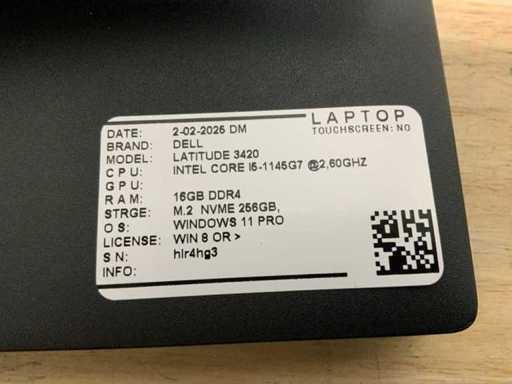 LAPTOP
TOUCHSCREEN: NO
DATE: 2-02-2026 DM
BRAND: DELL
MODEL: LATITUDE 3420
CPU: INTEL CORE I5-1145G7 @2,60GHZ
GPU:
RAM: 16GB DDR4
STRGE: M.2 NVME 256GB,
OS: WINDOWS 11 PRO
LICENSE: WIN 8 OR >
SN: hlr4hg3
INFO: